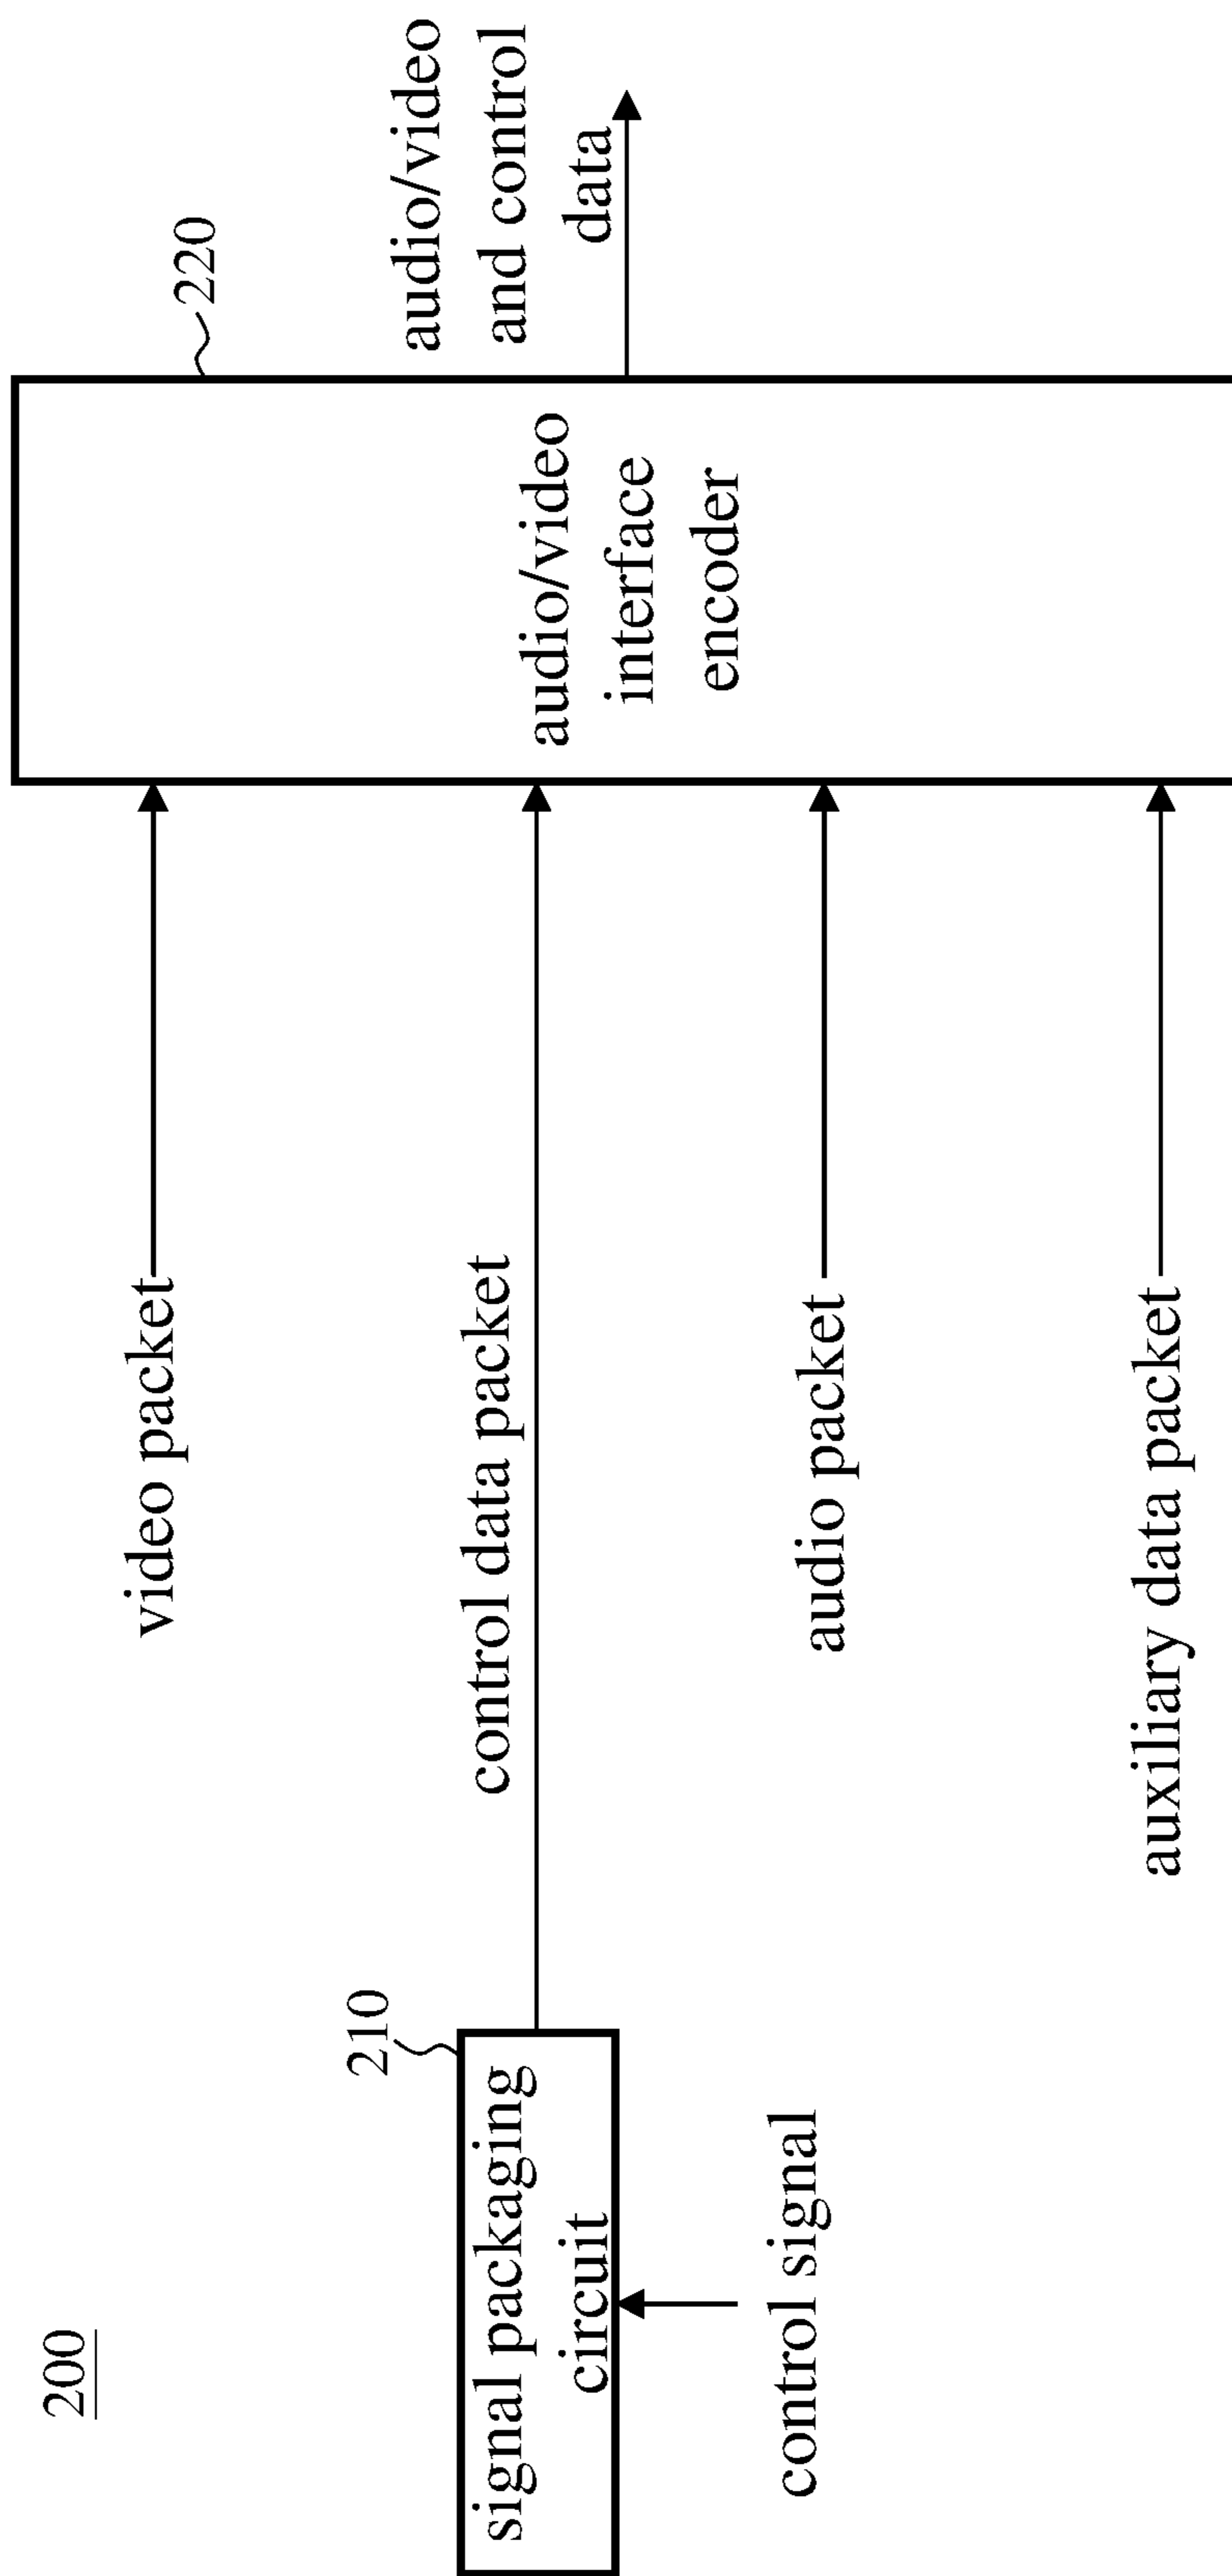 200
video packet
220
audio/video
and control
data
210
signal packaging
circuit
control data packet
audio/video
interface
encoder
control signal
audio packet
auxiliary data packet